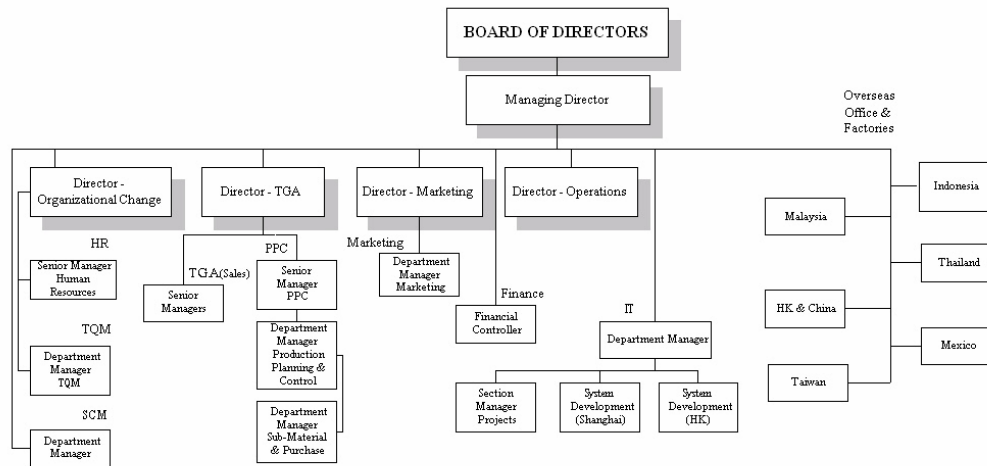 BOARD OF DIRECTORS
Managing Director
Overseas
Office &
Factories
Director -
Organizational Change
Director - TGA
Director - Marketing
Director - Operations
Indonesia
Malaysia
Thailand
HK & China
Mexico
Taiwan
HR
Senior Manager
Human
Resources
TQM
Department
Manager
TQM
SCM
Department
Manager
TGA(Sales)
Senior
Managers
PPC
Senior
Manager
PPC
Department
Manager
Production
Planning &
Control
Department
Manager
Sub-Material
& Purchase
Marketing
Department
Manager
Marketing
Finance
Financial
Controller
IT
Department Manager
Section
Manager
Projects
System
Development
(Shanghai)
System
Development
(HK)